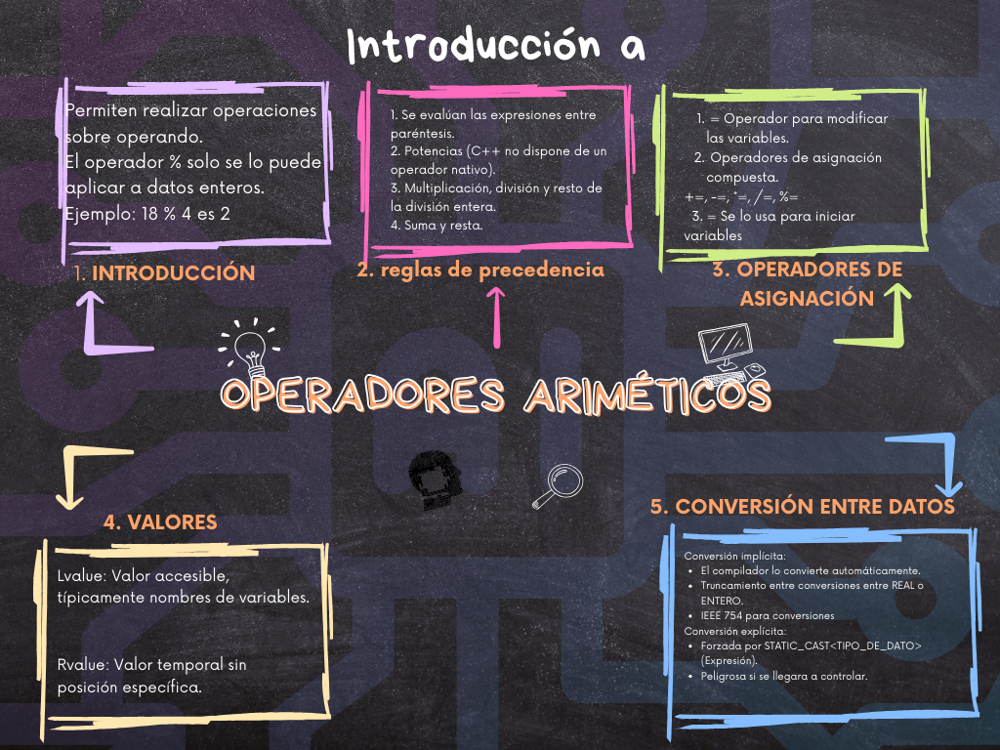 Introducción a
Permiten realizar operaciones
sobre operando.
El operador % solo se lo puede
aplicar a datos enteros.
Ejemplo: 18 % 4 es 2
1. INTRODUCCIÓN
1. Se evalúan las expresiones entre
paréntesis.
2. Potencias (C++ no dispone de un
operador nativo).
3. Multiplicación, división y resto de
la división entera.
4. Suma y resta.
2. reglas de precedencia
1. = Operador para modificar
las variables.
2. Operadores de asignación
compuesta.
+=, -=, *=, /=, %=
3. = Se lo usa para iniciar
variables
3. OPERADORES DE
ASIGNACIÓN
OPERADORES ARIMÉTICOS
4. VALORES
Lvalue: Valor accesible,
típicamente nombres de variables.
Rvalue: Valor temporal sin
posición específica.
5. CONVERSIÓN ENTRE DATOS
Conversión implícita:
• El compilador lo convierte automáticamente.
• Truncamiento entre conversiones entre REAL o
ENTERO.
• IEEE 754 para conversiones
Conversión explícita:
• Forzada por STATIC_CAST<TIPO_DE_DATO>
(Expresión).
• Peligrosa si se llegara a controlar.